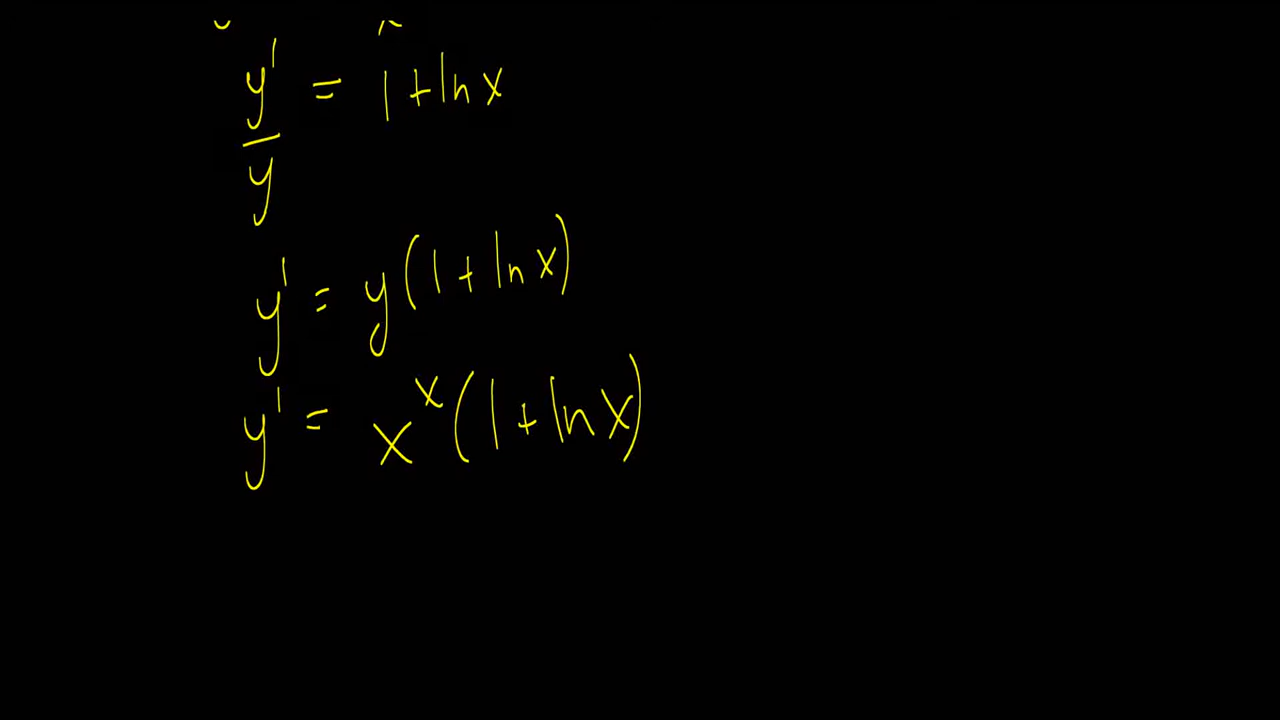 y'/y = 1 + ln x
y' = y(1 + ln x)
y' = x^x(1 + ln x)